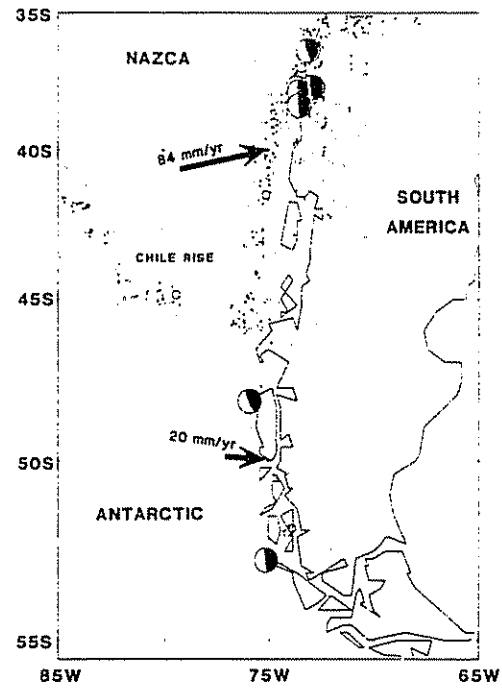 35S
NAZCA
84 mm/yr
40S
SOUTH
AMERICA
CHILE RISE
45S
20 mm/yr
50S
ANTARCTIC
55S
85W
75W
65W